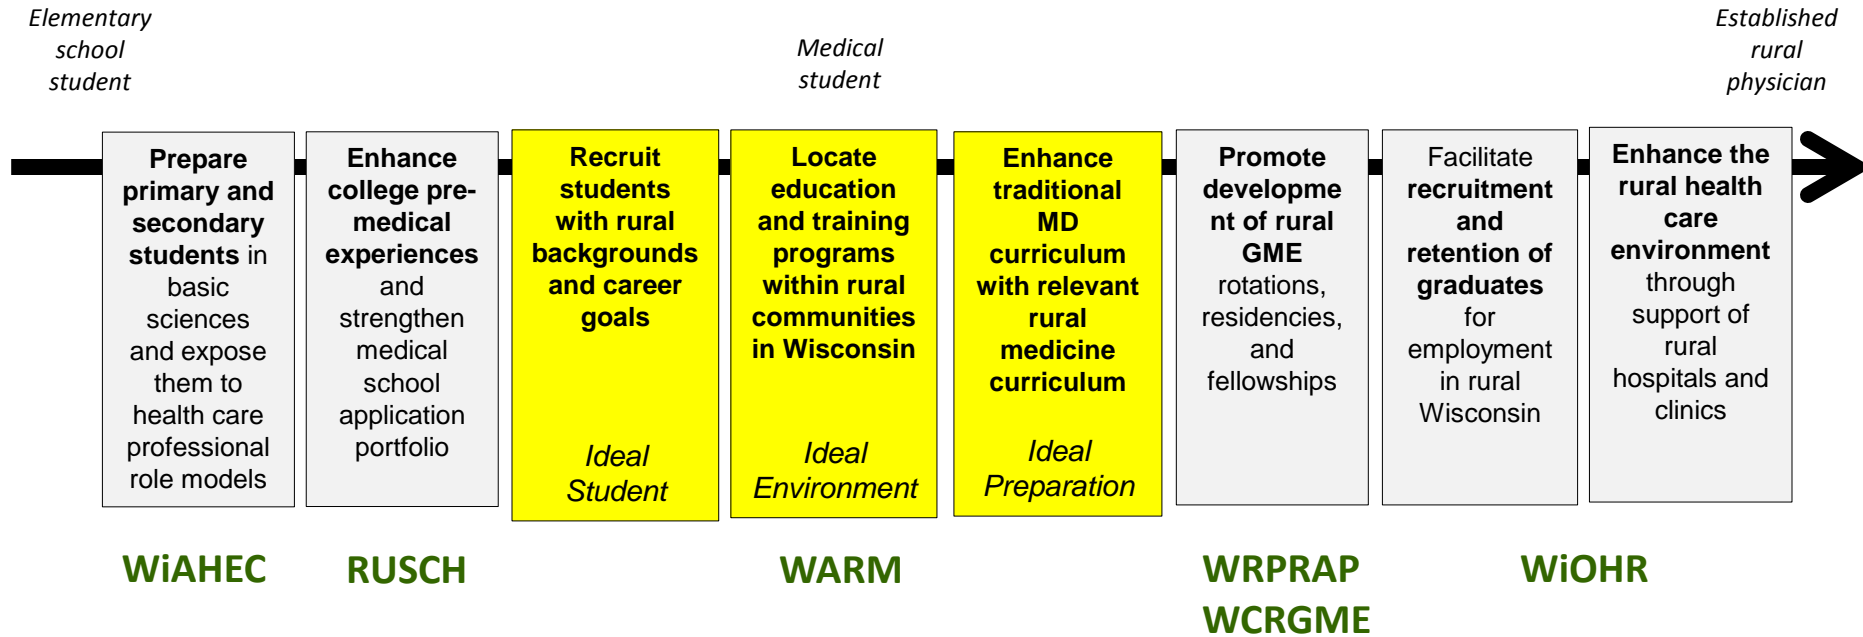 Elementary
school
student
Medical
student
Established
rural
physician
Prepare
primary and
secondary
students in
basic
sciences
and expose
them to
health care
professional
role models
Enhance
college pre-
medical
experiences
and
strengthen
medical
school
application
portfolio
Recruit
students
with rural
backgrounds
and career
goals
Ideal
Student
Locate
education
and training
programs
within rural
communities
in Wisconsin
Ideal
Environment
Enhance
traditional
MD
curriculum
with relevant
rural
medicine
curriculum
Ideal
Preparation
Promote
developme
nt of rural
GME
rotations,
residencies,
and
fellowships
Facilitate
recruitment
and
retention of
graduates
for
employment
in rural
Wisconsin
Enhance the
rural health
care
environment
through
support of
rural
hospitals and
clinics
WiAHEC
RUSCH
WARM
WRPRAP
WCRGME
WiOHR